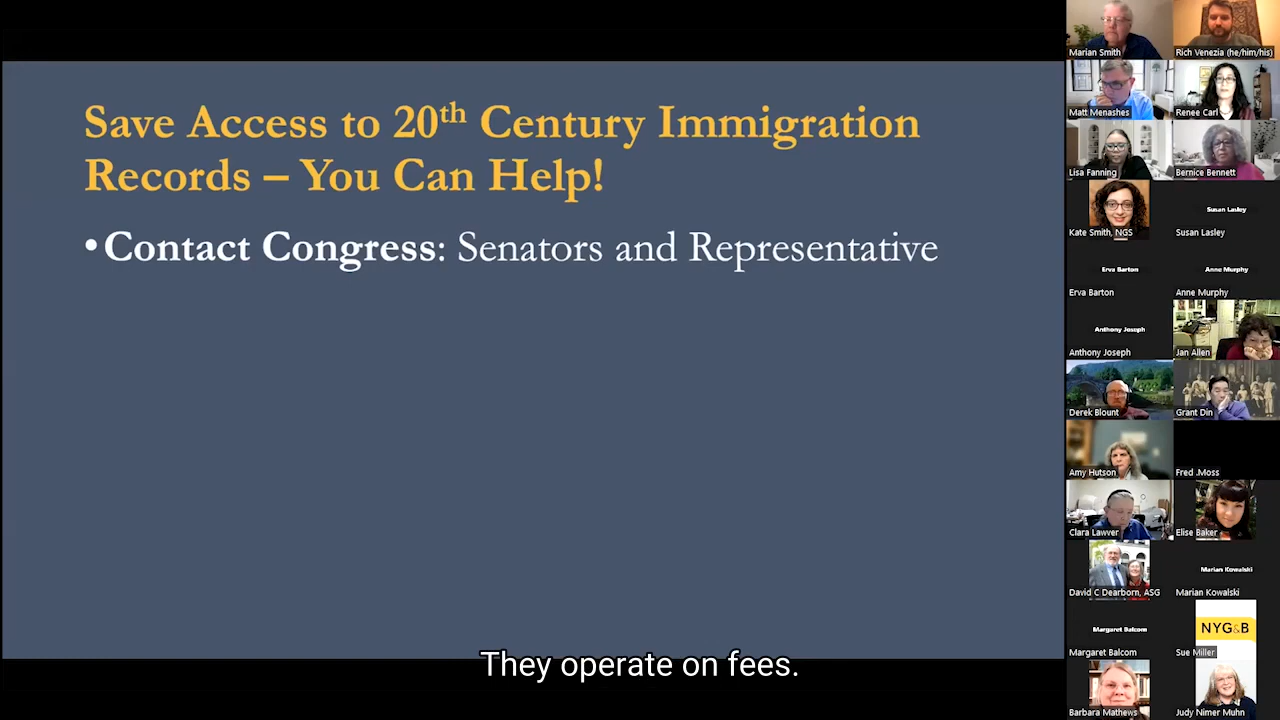 Save Access to 20th Century Immigration
Records – You Can Help!
• Contact Congress: Senators and Representative
They operate on fees.
Marian Smith
Rich Venezia (he/him/his)
Matt Menashes
Renee Carl
Lisa Fanning
Bernice Bennett
Kate Smith, NGS
Susan Lasley
Susan Lasley
Erva Barton
Erva Barton
Anne Murphy
Anne Murphy
Anthony Joseph
Anthony Joseph
Jan Allen
Derek Blount
Grant Din
Amy Hutson
Fred .Moss
Clara Lawver
Elise Baker
David C Dearborn, ASG
Marian Kowalski
Marian Kowalski
Margaret Balcom
Margaret Balcom
NYG&B
Sue Miller
Barbara Mathews
Judy Nimer Muhn